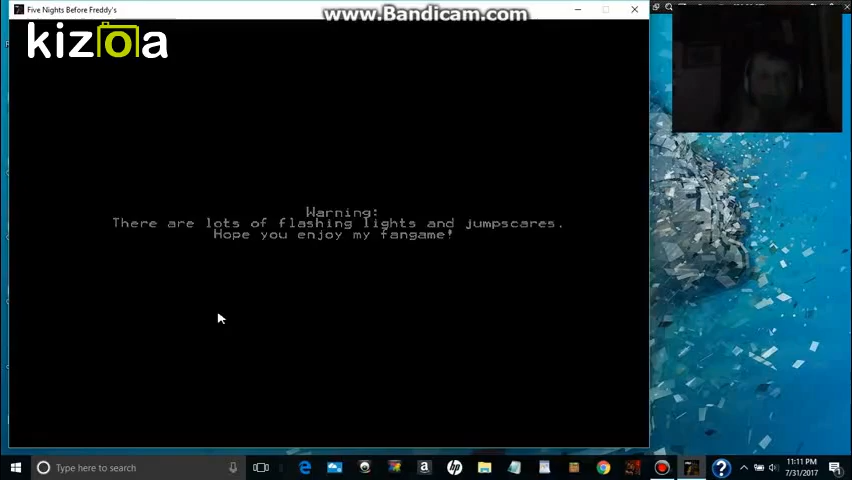 Five Nights Before Freddy's
www.Bandicam.com
kizoa
Warning:
There are lots of flashing lights and jumpscares.
Hope you enjoy my fangame!
Type here to search
11:11 PM
7/31/2017